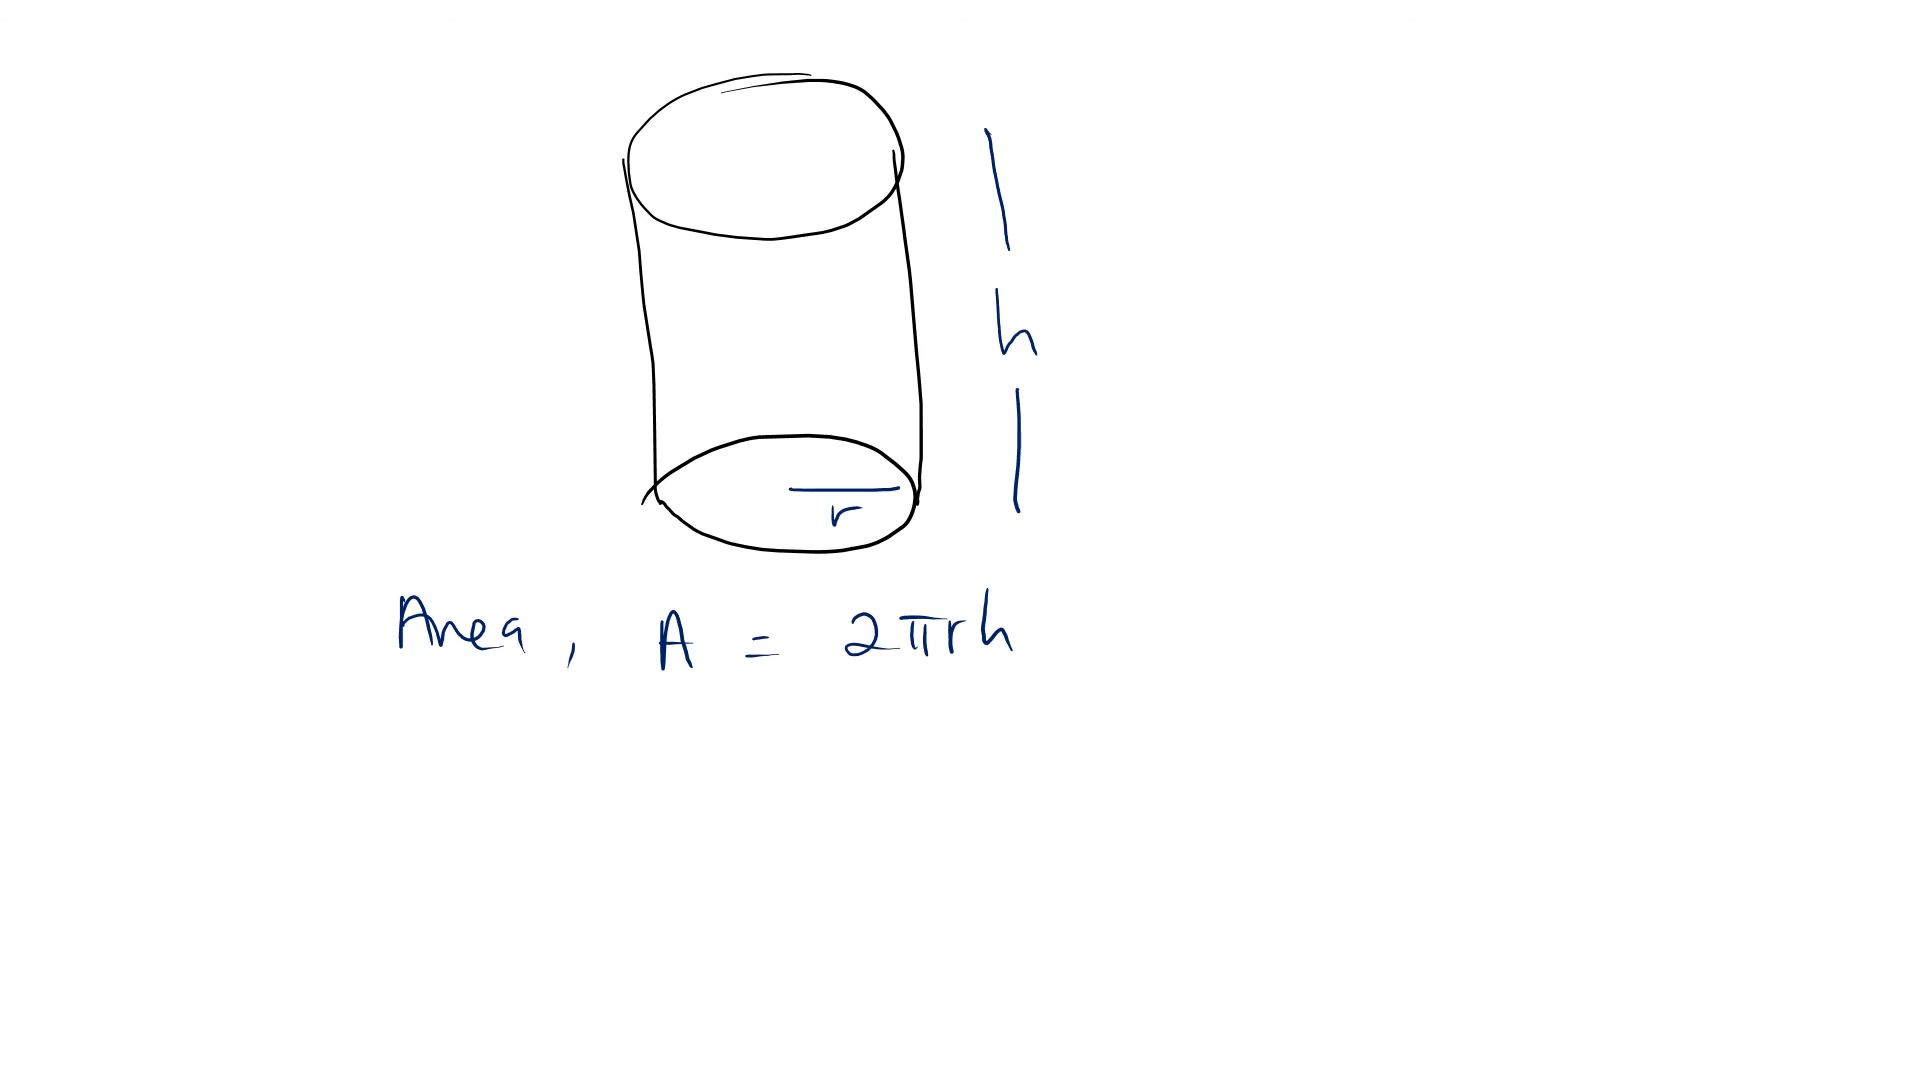 h
r
Area, A = 2πrh